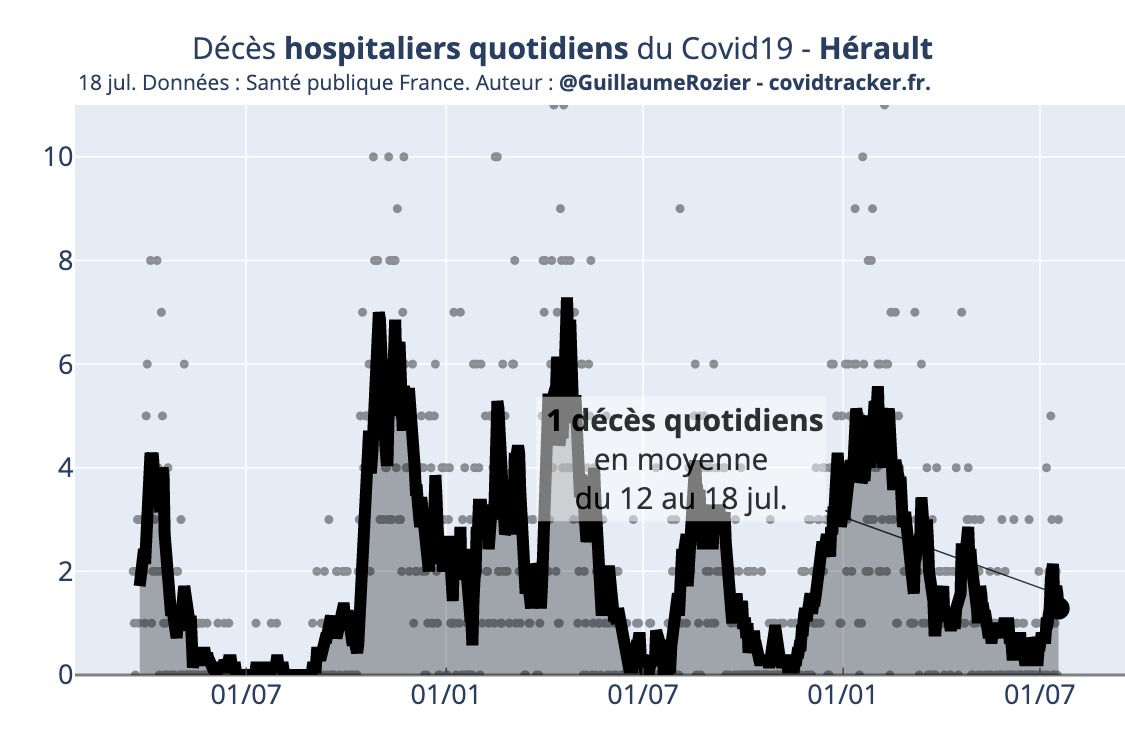 Décès hospitaliers quotidiens du Covid19 - Hérault
18 jul. Données : Santé publique France. Auteur : @GuillaumeRozier - covidtracker.fr.
10
8
6
4
2
0
1 décès quotidiens
en moyenne
du 12 au 18 jul.
01/07 01/01 01/07 01/01 01/07